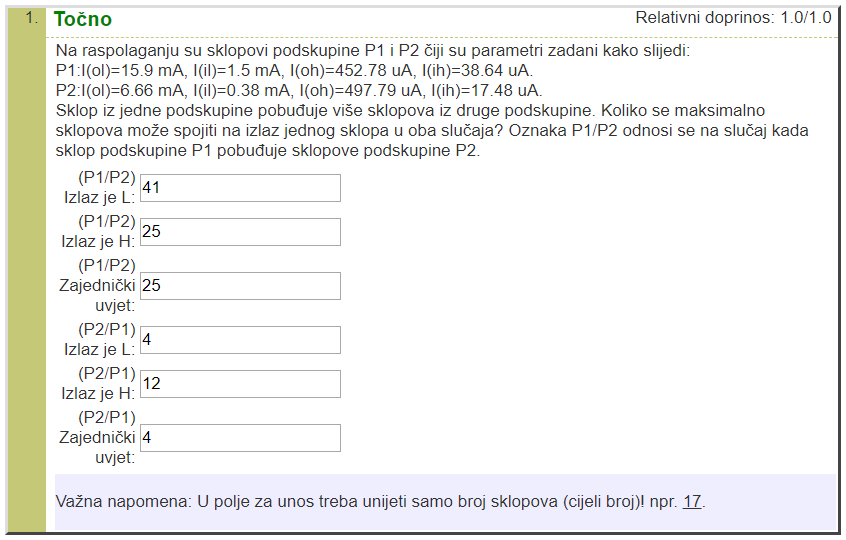 1. Točno Relativni doprinos: 1.0/1.0
Na raspolaganju su sklopovi podskupine P1 i P2 čiji su parametri zadani kako slijedi:
P1:I(ol)=15.9 mA, I(il)=1.5 mA, I(oh)=452.78 uA, I(ih)=38.64 uA.
P2:I(ol)=6.66 mA, I(il)=0.38 mA, I(oh)=497.79 uA, I(ih)=17.48 uA.
Sklop iz jedne podskupine pobuđuje više sklopova iz druge podskupine. Koliko se maksimalno
sklopova može spojiti na izlaz jednog sklopa u oba slučaja? Oznaka P1/P2 odnosi se na slučaj kada
sklop podskupine P1 pobuđuje sklopove podskupine P2.
(P1/P2)
Izlaz je L: 41
(P1/P2)
Izlaz je H: 25
(P1/P2)
Zajednički 25
uvjet:
(P2/P1)
Izlaz je L: 4
(P2/P1)
Izlaz je H: 12
(P2/P1)
Zajednički 4
uvjet:
Važna napomena: U polje za unos treba unijeti samo broj sklopova (cijeli broj)! npr. 17.